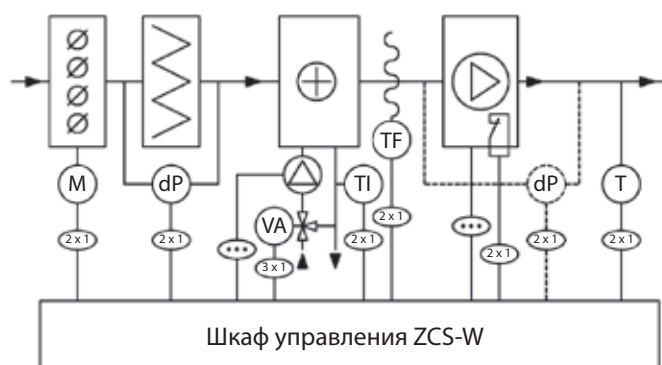 TF
M
dP
VA
TI
dP
T
2 x 1
2 x 1
•••
3 x 1
2 x 1
2 x 1
•••
2 x 1
2 x 1
2 x 1
Шкаф управления ZCS-W